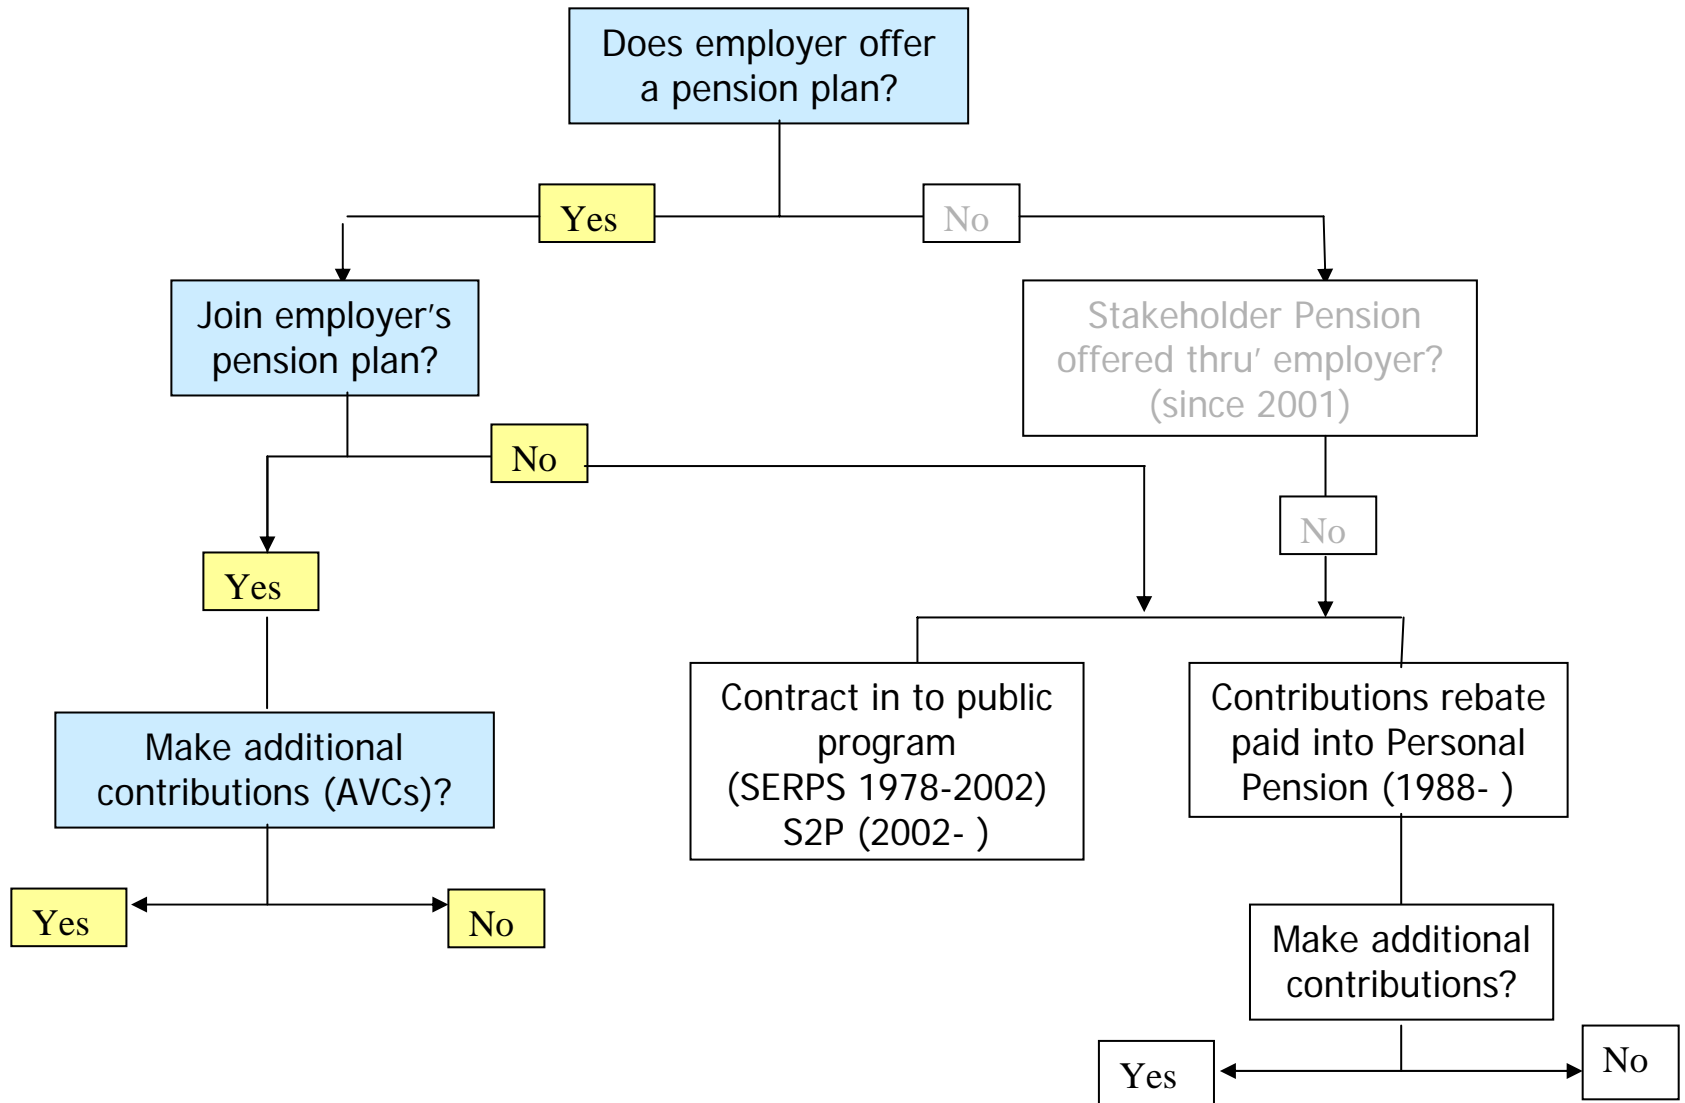 Does employer offer
a pension plan?
Yes
No
Join employer's
pension plan?
Stakeholder Pension
offered thru' employer?
(since 2001)
No
No
Yes
Contract in to public
program
(SERPS 1978-2002)
S2P (2002- )
Contributions rebate
paid into Personal
Pension (1988- )
Make additional
contributions (AVCs)?
Yes
No
Make additional
contributions?
Yes
No